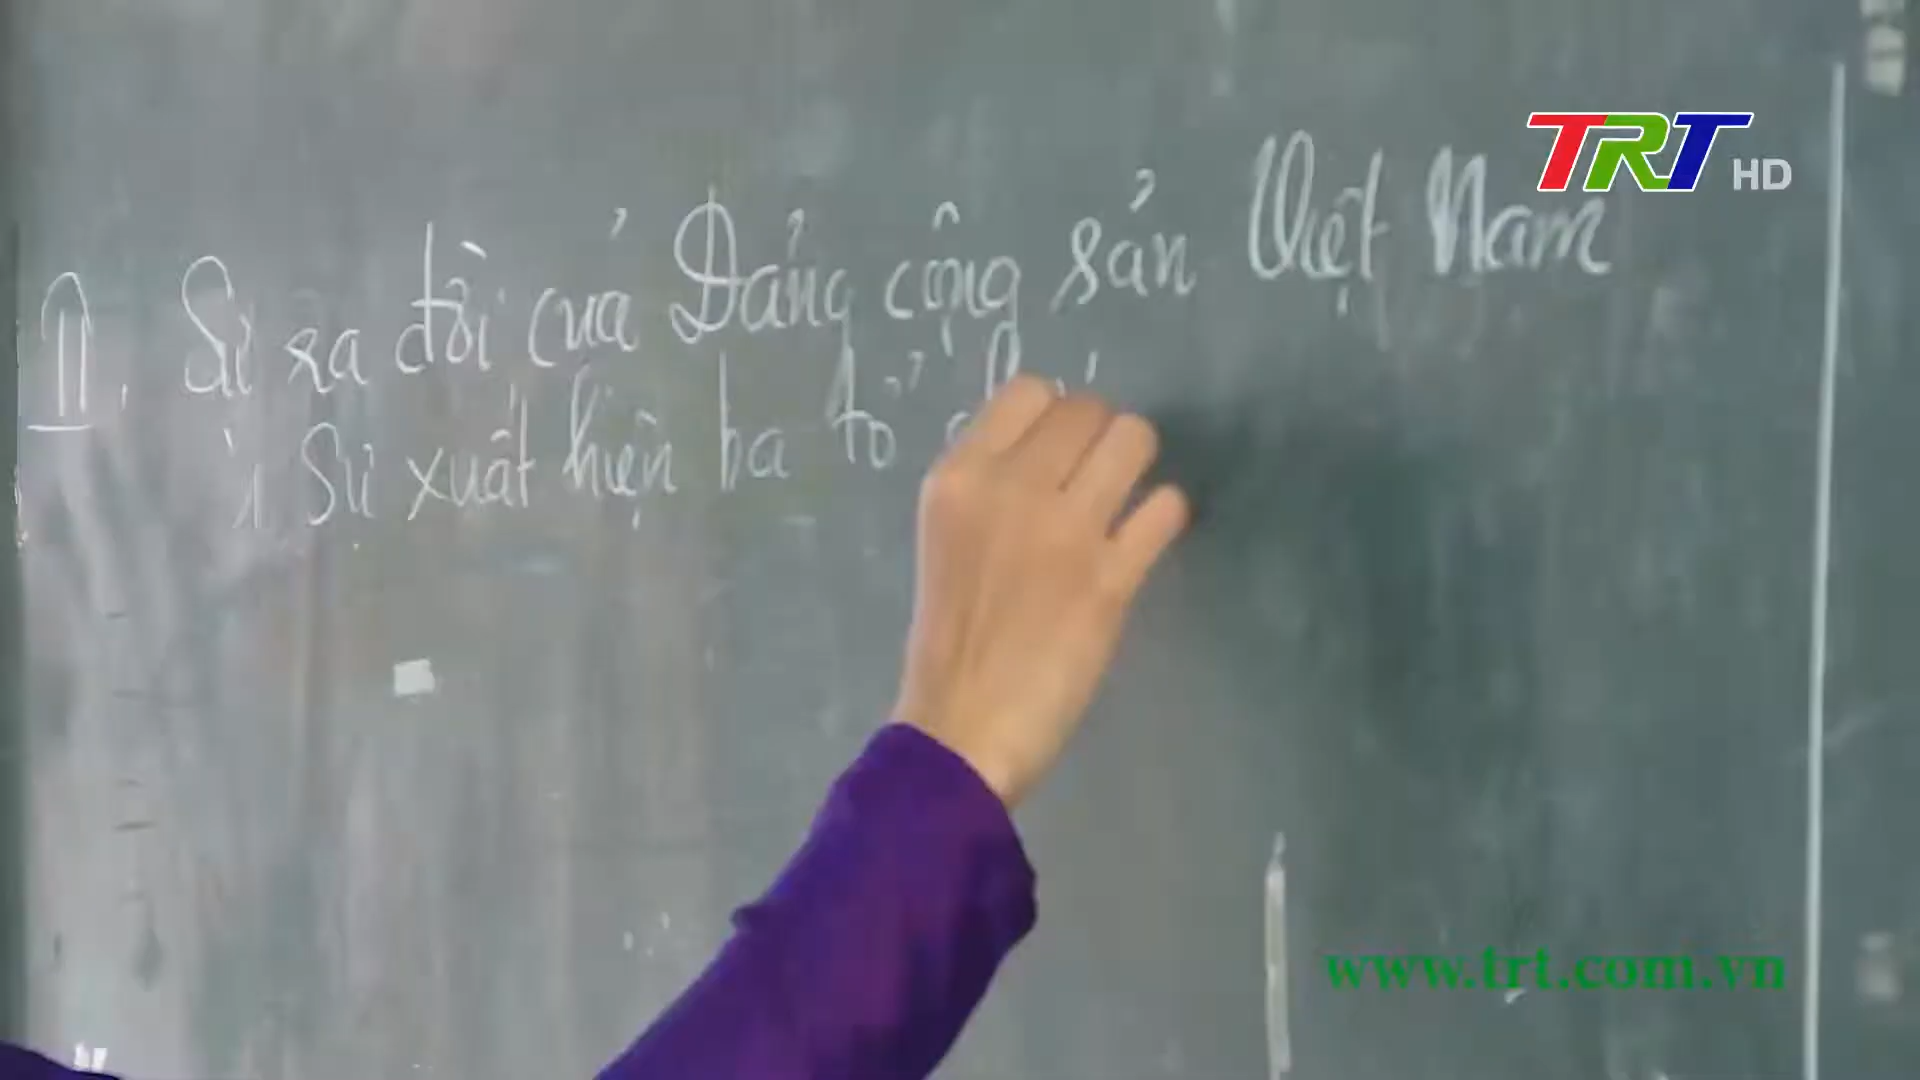 TRT HD
II. Sự ra đời của Đảng cộng sản Việt Nam
1, Sự xuất hiện ba tổ
www.trt.com.vn